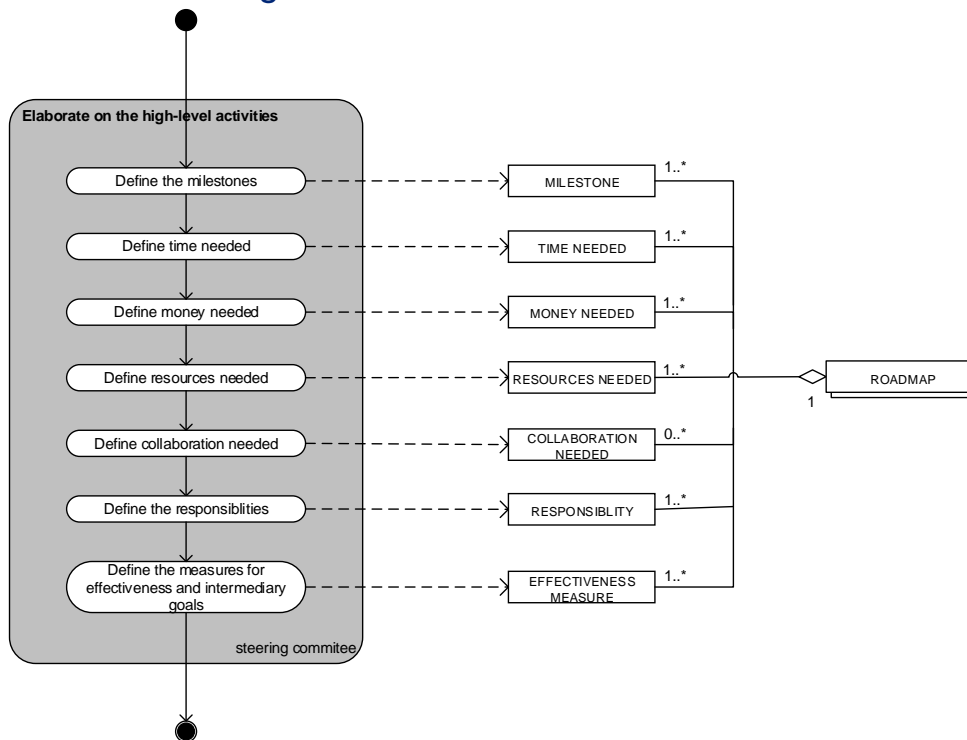 Elaborate on the high-level activities
Define the milestones
MILESTONE
1..*
Define time needed
TIME NEEDED
1..*
Define money needed
MONEY NEEDED
1..*
Define resources needed
RESOURCES NEEDED
1..*
ROADMAP
1
Define collaboration needed
COLLABORATION
NEEDED
0..*
Define the responsiblities
RESPONSIBLITY
1..*
Define the measures for
effectiveness and intermediary
goals
EFFECTIVENESS
MEASURE
1..*
steering commitee